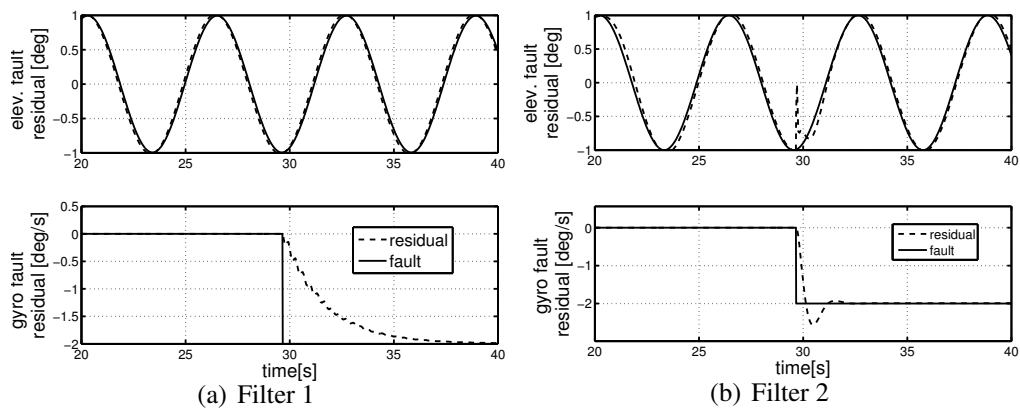 elev. fault
residual [deg]
1
0.5
0
−0.5
−1
20 25 30 35 40
gyro fault
residual [deg/s]
0.5
0
−0.5
−1
−1.5
−2
20 25 30 35 40
time[s]
residual
fault
(a) Filter 1
elev. fault
residual [deg]
1
0.5
0
−0.5
−1
20 25 30 35 40
gyro fault
residual [deg/s]
0
−1
−2
20 25 30 35 40
time[s]
residual
fault
(b) Filter 2